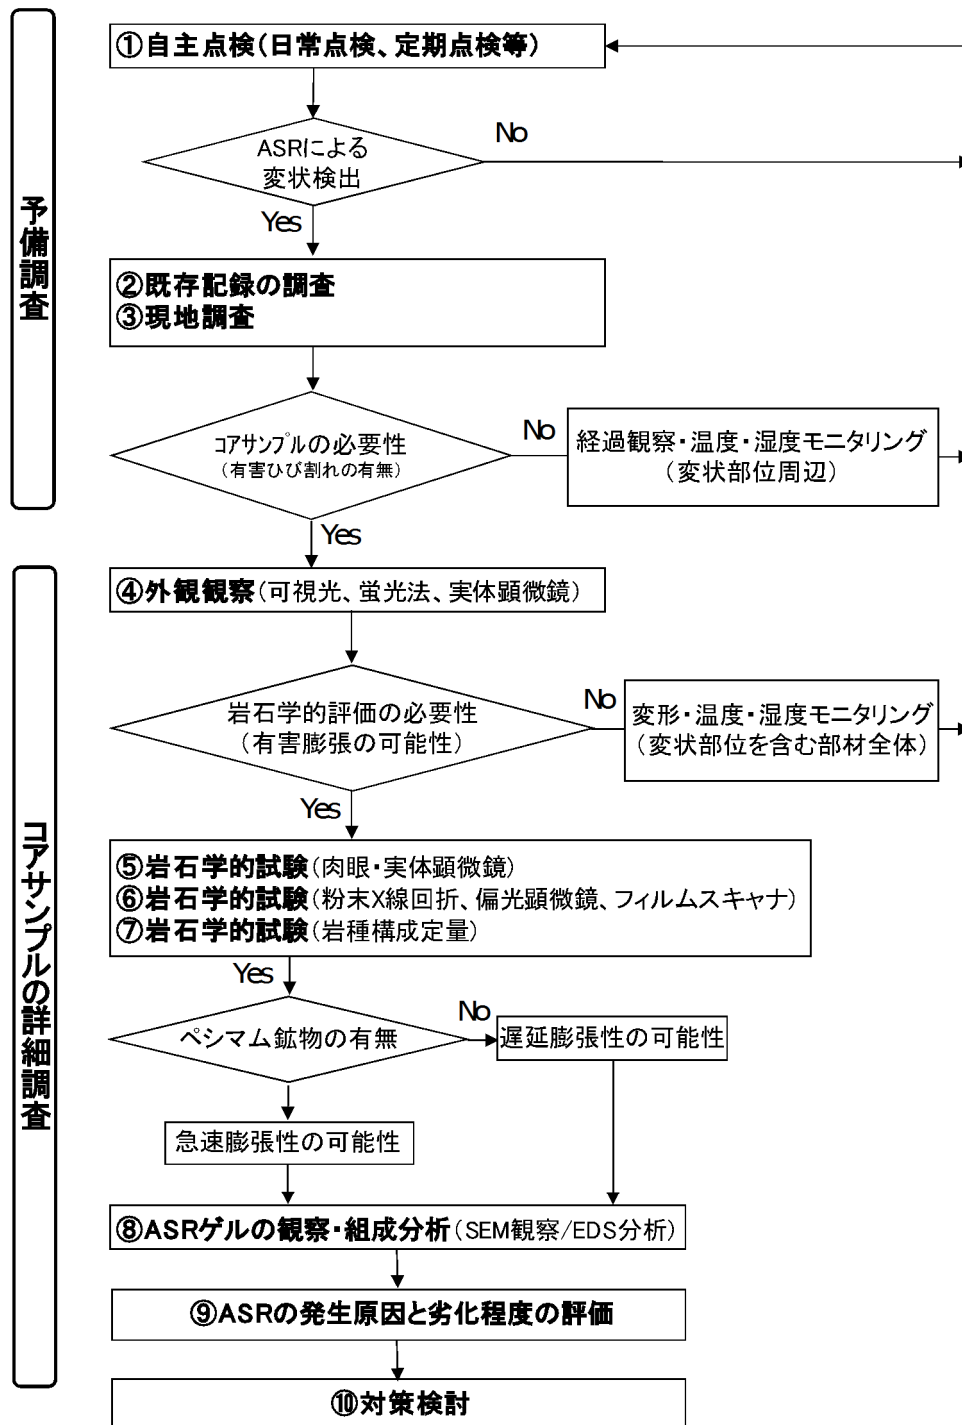 予備調査
①自主点検(日常点検、定期点検等)
ASRによる
変状検出
No
Yes
②既存記録の調査
③現地調査
コアサンプルの必要性
(有害ひび割れの有無)
No
経過観察・温度・湿度モニタリング
(変状部位周辺)
Yes
コアサンプルの詳細調査
④外観観察(可視光、蛍光法、実体顕微鏡)
岩石学的評価の必要性
(有害膨張の可能性)
No
変形・温度・湿度モニタリング
(変状部位を含む部材全体)
Yes
⑤岩石学的試験(肉眼・実体顕微鏡)
⑥岩石学的試験(粉末X線回折、偏光顕微鏡、フィルムスキャナ)
⑦岩石学的試験(岩種構成定量)
Yes
ペシマム鉱物の有無
No
遅延膨張性の可能性
急速膨張性の可能性
⑧ASRゲルの観察・組成分析(SEM観察/EDS分析)
⑨ASRの発生原因と劣化程度の評価
⑩対策検討